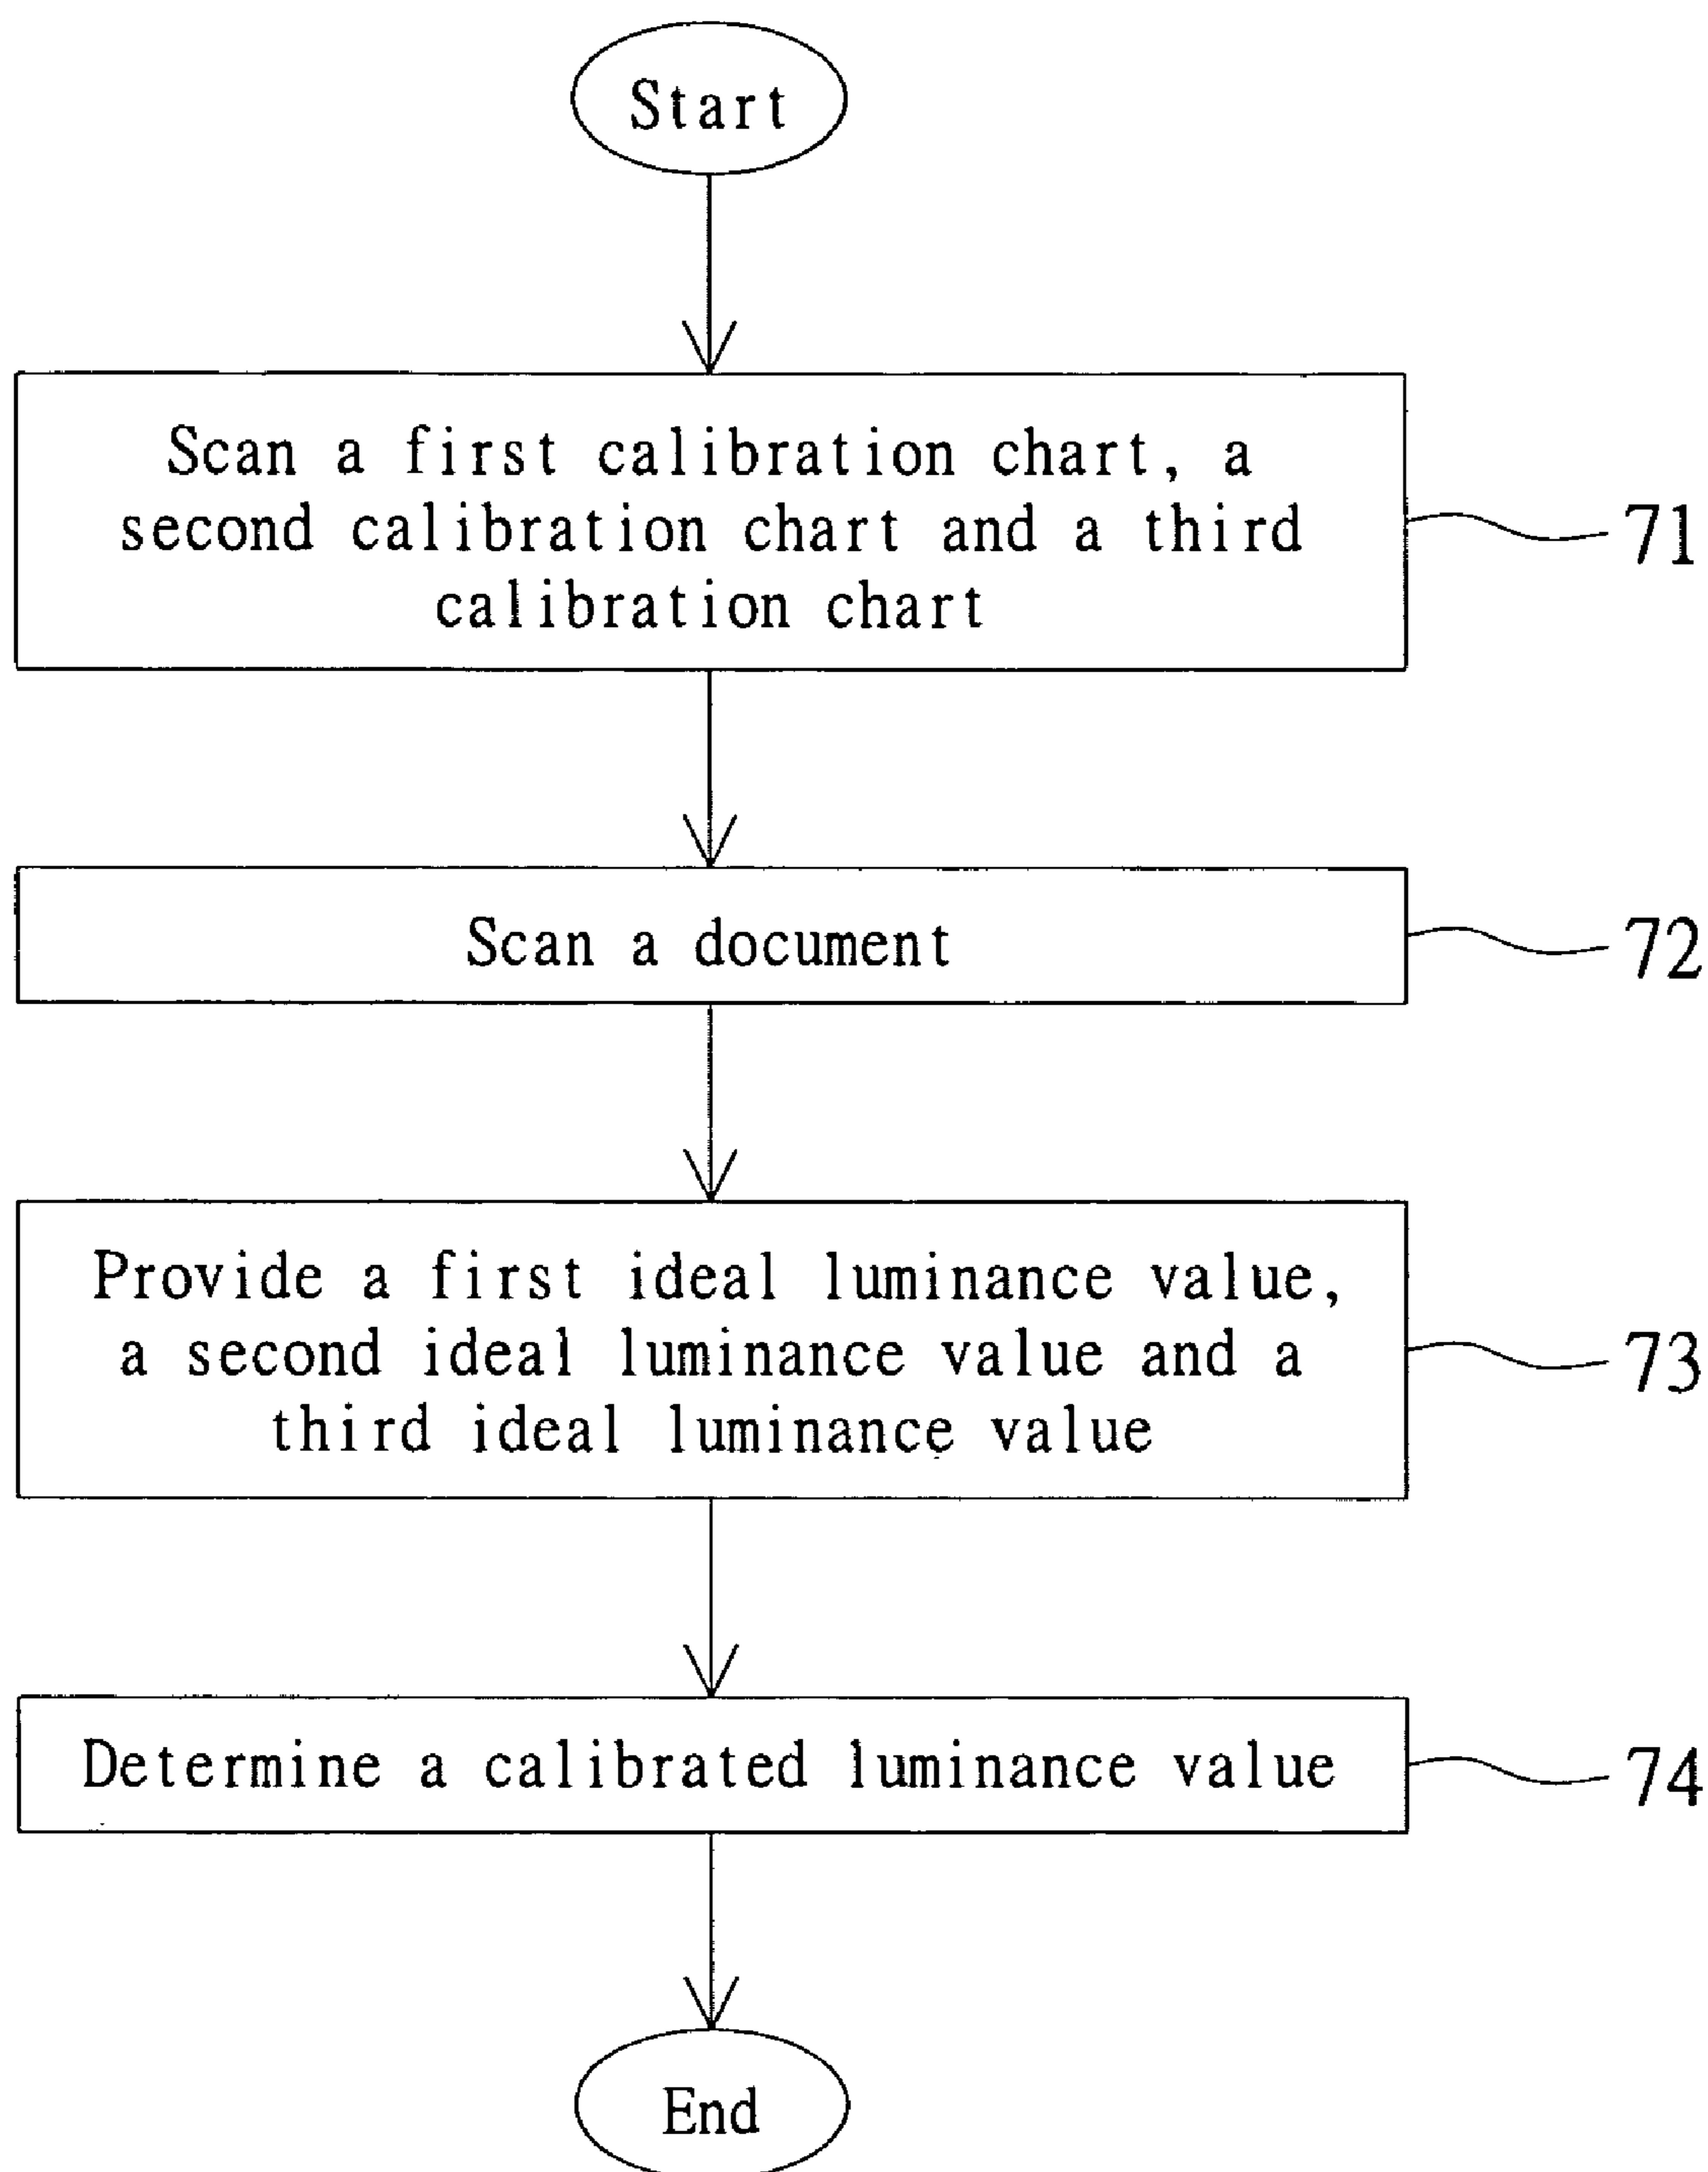 Start
Scan a first calibration chart, a
second calibration chart and a third
calibration chart
71
Scan a document
72
Provide a first ideal luminance value,
a second ideal luminance value and a
third ideal luminance value
73
Determine a calibrated luminance value
74
End